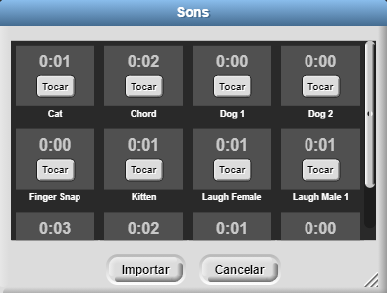 Sons
0:01 0:02 0:00 0:00
Tocar Tocar Tocar Tocar
Cat Chord Dog 1 Dog 2
0:00 0:01 0:01 0:01
Tocar Tocar Tocar Tocar
Finger Snap Kitten Laugh Female Laugh Male 1
0:03 0:02 0:01 0:00
Importar Cancelar